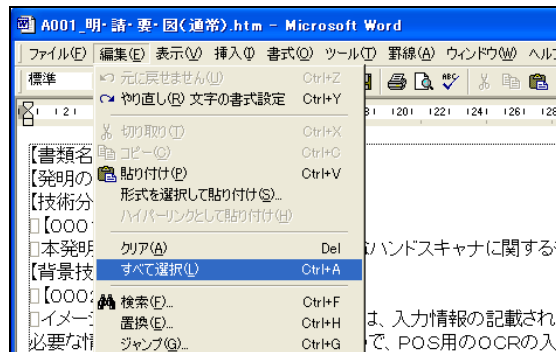 A001_明・請・要・図(通常).htm - Microsoft Word
ファイル(F) 編集(E) 表示(V) 挿入(I) 書式(O) ツール(T) 罫線(A) ウィンドウ(W)
標準
元に戻せません(U) Ctrl+Z
やり直し(R) 文字の書式設定 Ctrl+Y
切り取り(T) Ctrl+X
コピー(C) Ctrl+C
貼り付け(P) Ctrl+V
形式を選択して貼り付け(S)...
ハイパーリンクとして貼り付け(H)
クリア(A) Del
すべて選択(L) Ctrl+A
検索(F)... Ctrl+F
置換(E)... Ctrl+H
ジャンプ(G)... Ctrl+G
【書類名
【発明の
【技術分
【000
本発明 ハンドスキャナに関する
【背景技
【000
イメー は、入力情報の記載され
必要な情 で、POS用のOCRの入